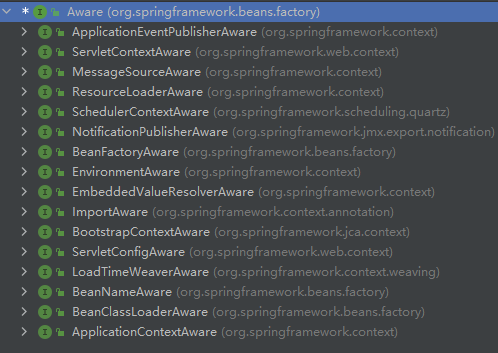 * Aware (org.springframework.beans.factory)
ApplicationEventPublisherAware (org.springframework.context)
ServletContextAware (org.springframework.web.context)
MessageSourceAware (org.springframework.context)
ResourceLoaderAware (org.springframework.context)
SchedulerContextAware (org.springframework.scheduling.quartz)
NotificationPublisherAware (org.springframework.jmx.export.notification)
BeanFactoryAware (org.springframework.beans.factory)
EnvironmentAware (org.springframework.context)
EmbeddedValueResolverAware (org.springframework.context)
ImportAware (org.springframework.context.annotation)
BootstrapContextAware (org.springframework.jca.context)
ServletConfigAware (org.springframework.web.context)
LoadTimeWeaverAware (org.springframework.context.weaving)
BeanNameAware (org.springframework.beans.factory)
BeanClassLoaderAware (org.springframework.beans.factory)
ApplicationContextAware (org.springframework.context)